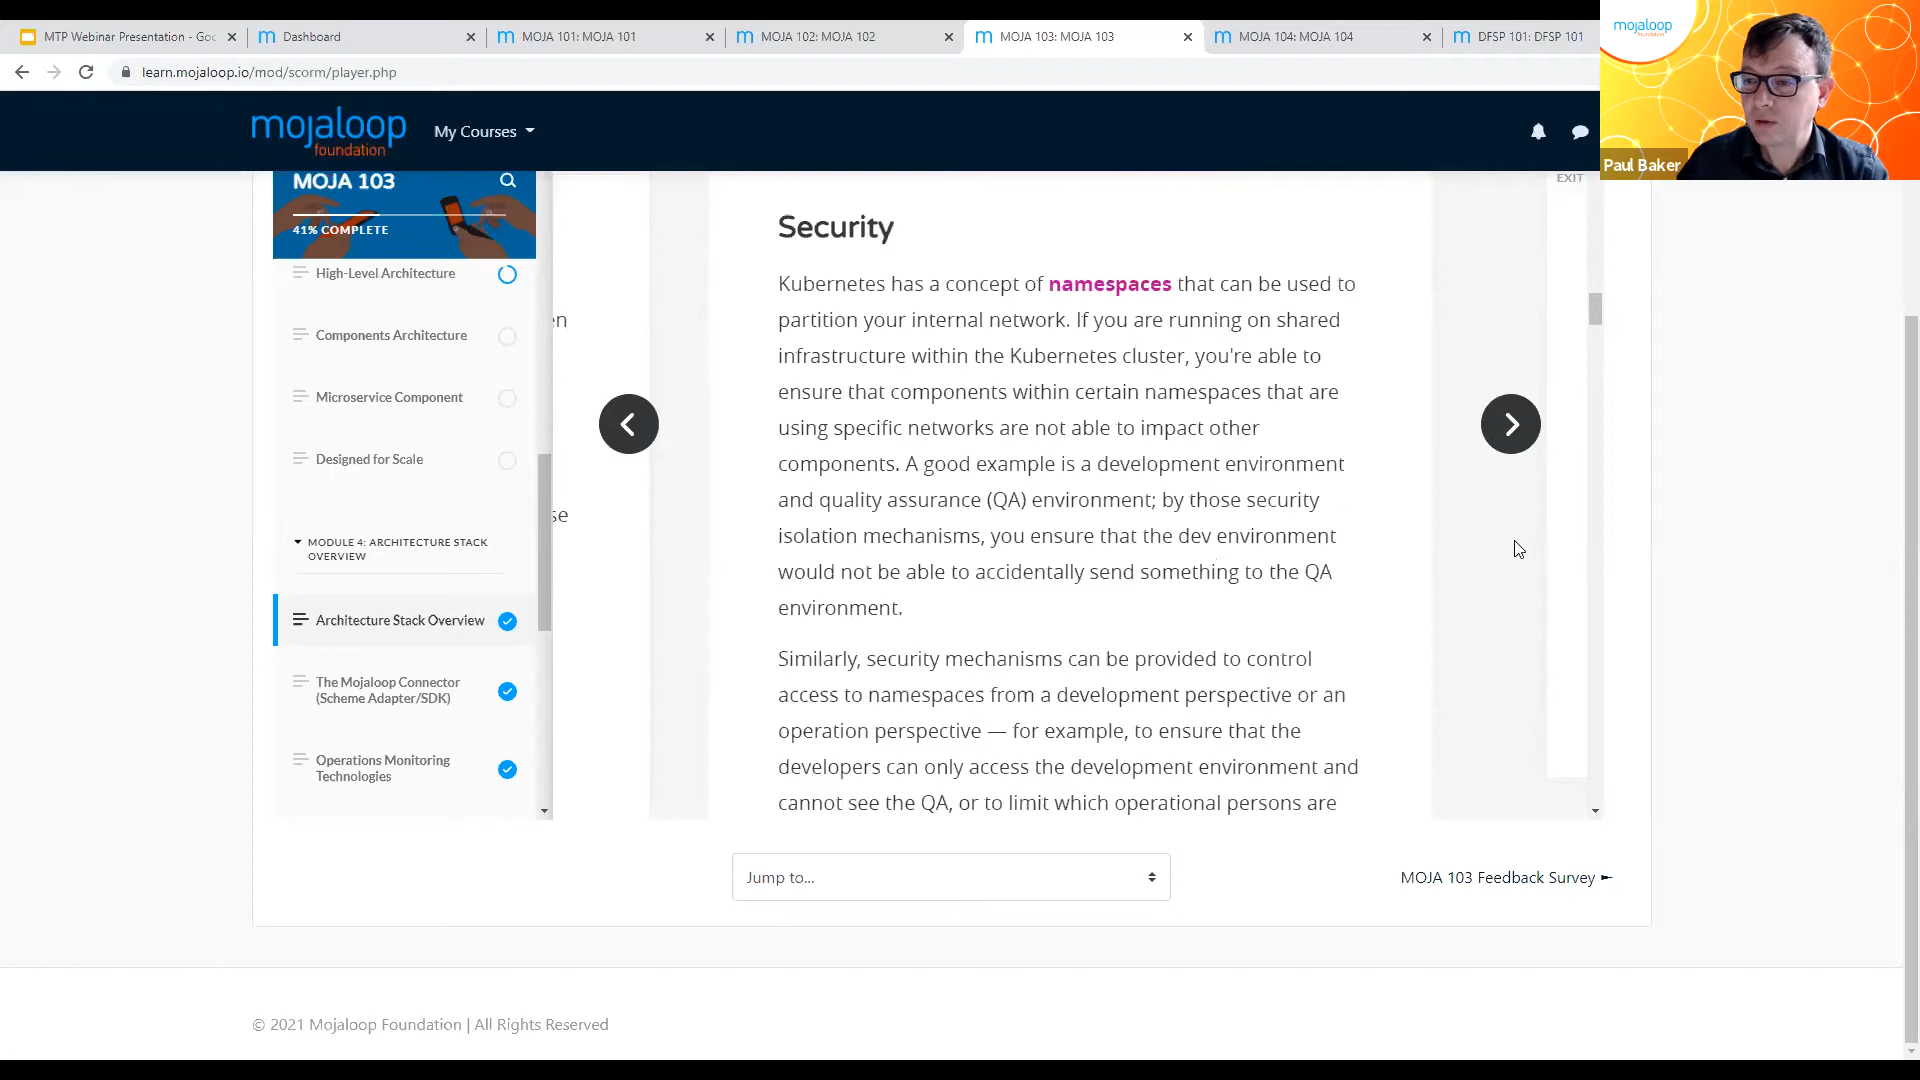 MTP Webinar Presentation - Goo
Dashboard
MOJA 101: MOJA 101
MOJA 102: MOJA 102
MOJA 103: MOJA 103
MOJA 104: MOJA 104
DFSP 101: DFSP 101
learn.mojaloop.io/mod/scorm/player.php
mojaloop
foundation
Paul Baker
mojaloop
foundation
My Courses
EXIT
MOJA 103
41% COMPLETE
High-Level Architecture
Components Architecture
Microservice Component
Designed for Scale
MODULE 4: ARCHITECTURE STACK
OVERVIEW
Architecture Stack Overview
The Mojaloop Connector
(Scheme Adapter/SDK)
Operations Monitoring
Technologies
en
se
Security
Kubernetes has a concept of namespaces that can be used to
partition your internal network. If you are running on shared
infrastructure within the Kubernetes cluster, you're able to
ensure that components within certain namespaces that are
using specific networks are not able to impact other
components. A good example is a development environment
and quality assurance (QA) environment; by those security
isolation mechanisms, you ensure that the dev environment
would not be able to accidentally send something to the QA
environment.
Similarly, security mechanisms can be provided to control
access to namespaces from a development perspective or an
operation perspective — for example, to ensure that the
developers can only access the development environment and
cannot see the QA, or to limit which operational persons are
Jump to...
MOJA 103 Feedback Survey ►
© 2021 Mojaloop Foundation | All Rights Reserved